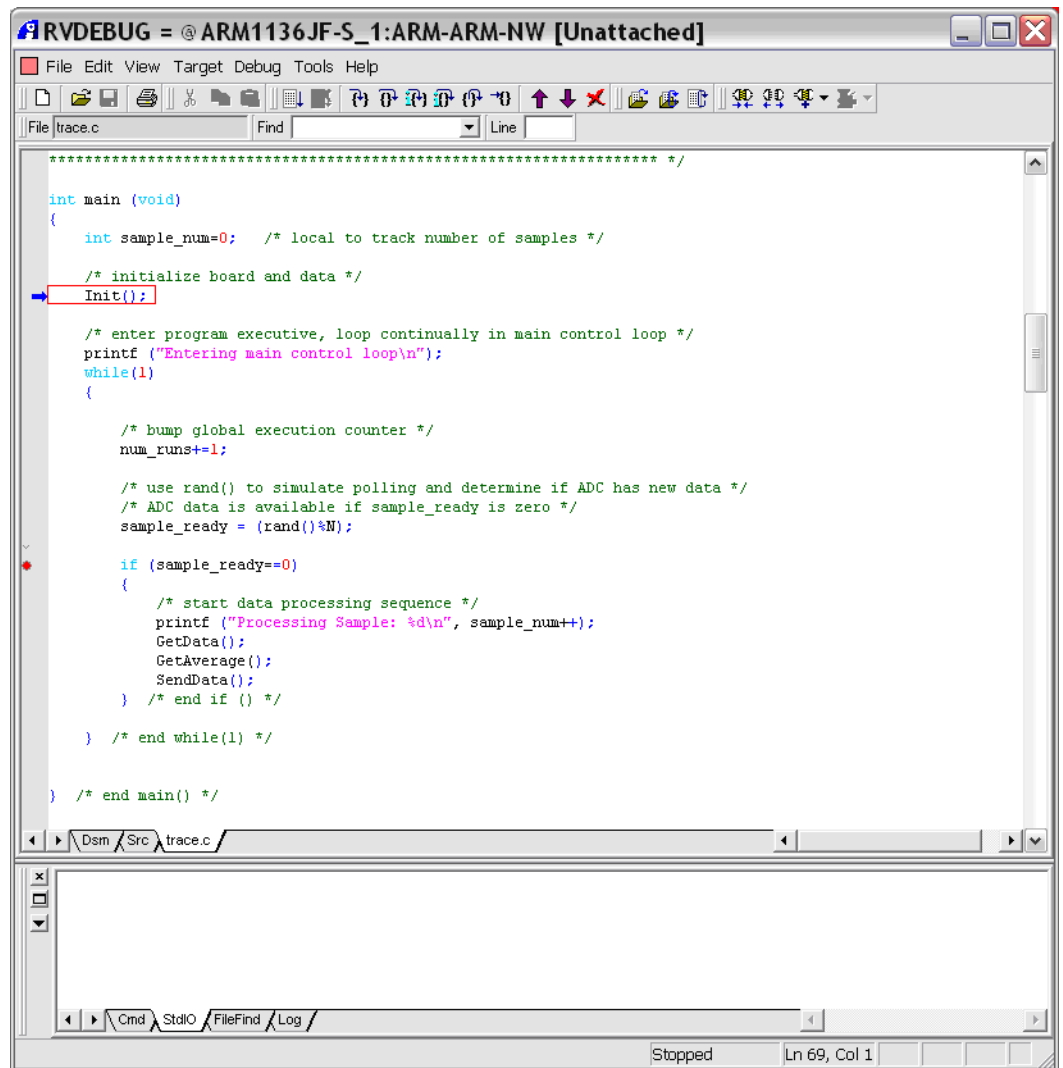 RVDEBUG = @ARM1136JF-S_1:ARM-ARM-NW [Unattached]
File Edit View Target Debug Tools Help
File trace.c Find Line
******************************************************************** */
int main (void)
{
int sample_num=0; /* local to track number of samples */
/* initialize board and data */
Init();
/* enter program executive, loop continually in main control loop */
printf ("Entering main control loop\n");
while(1)
{
/* bump global execution counter */
num_runs+=1;
/* use rand() to simulate polling and determine if ADC has new data */
/* ADC data is available if sample_ready is zero */
sample_ready = (rand()%N);
if (sample_ready==0)
{
/* start data processing sequence */
printf ("Processing Sample: %d\n", sample_num++);
GetData();
GetAverage();
SendData();
} /* end if () */
} /* end while(1) */
} /* end main() */
Dsm Src trace.c
Cmd StdIO FileFind Log
Stopped Ln 69, Col 1